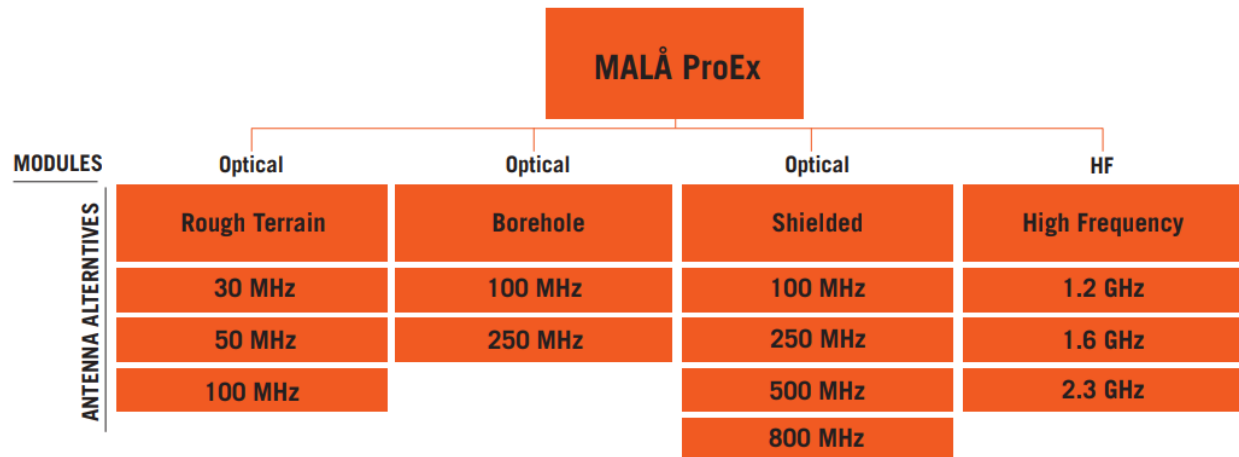 MALÅ ProEx
MODULES Optical Optical Optical HF
ANTENNA ALTERNTIVES
Rough Terrain Borehole Shielded High Frequency
30 MHz 100 MHz 100 MHz 1.2 GHz
50 MHz 250 MHz 250 MHz 1.6 GHz
100 MHz 500 MHz 2.3 GHz
800 MHz